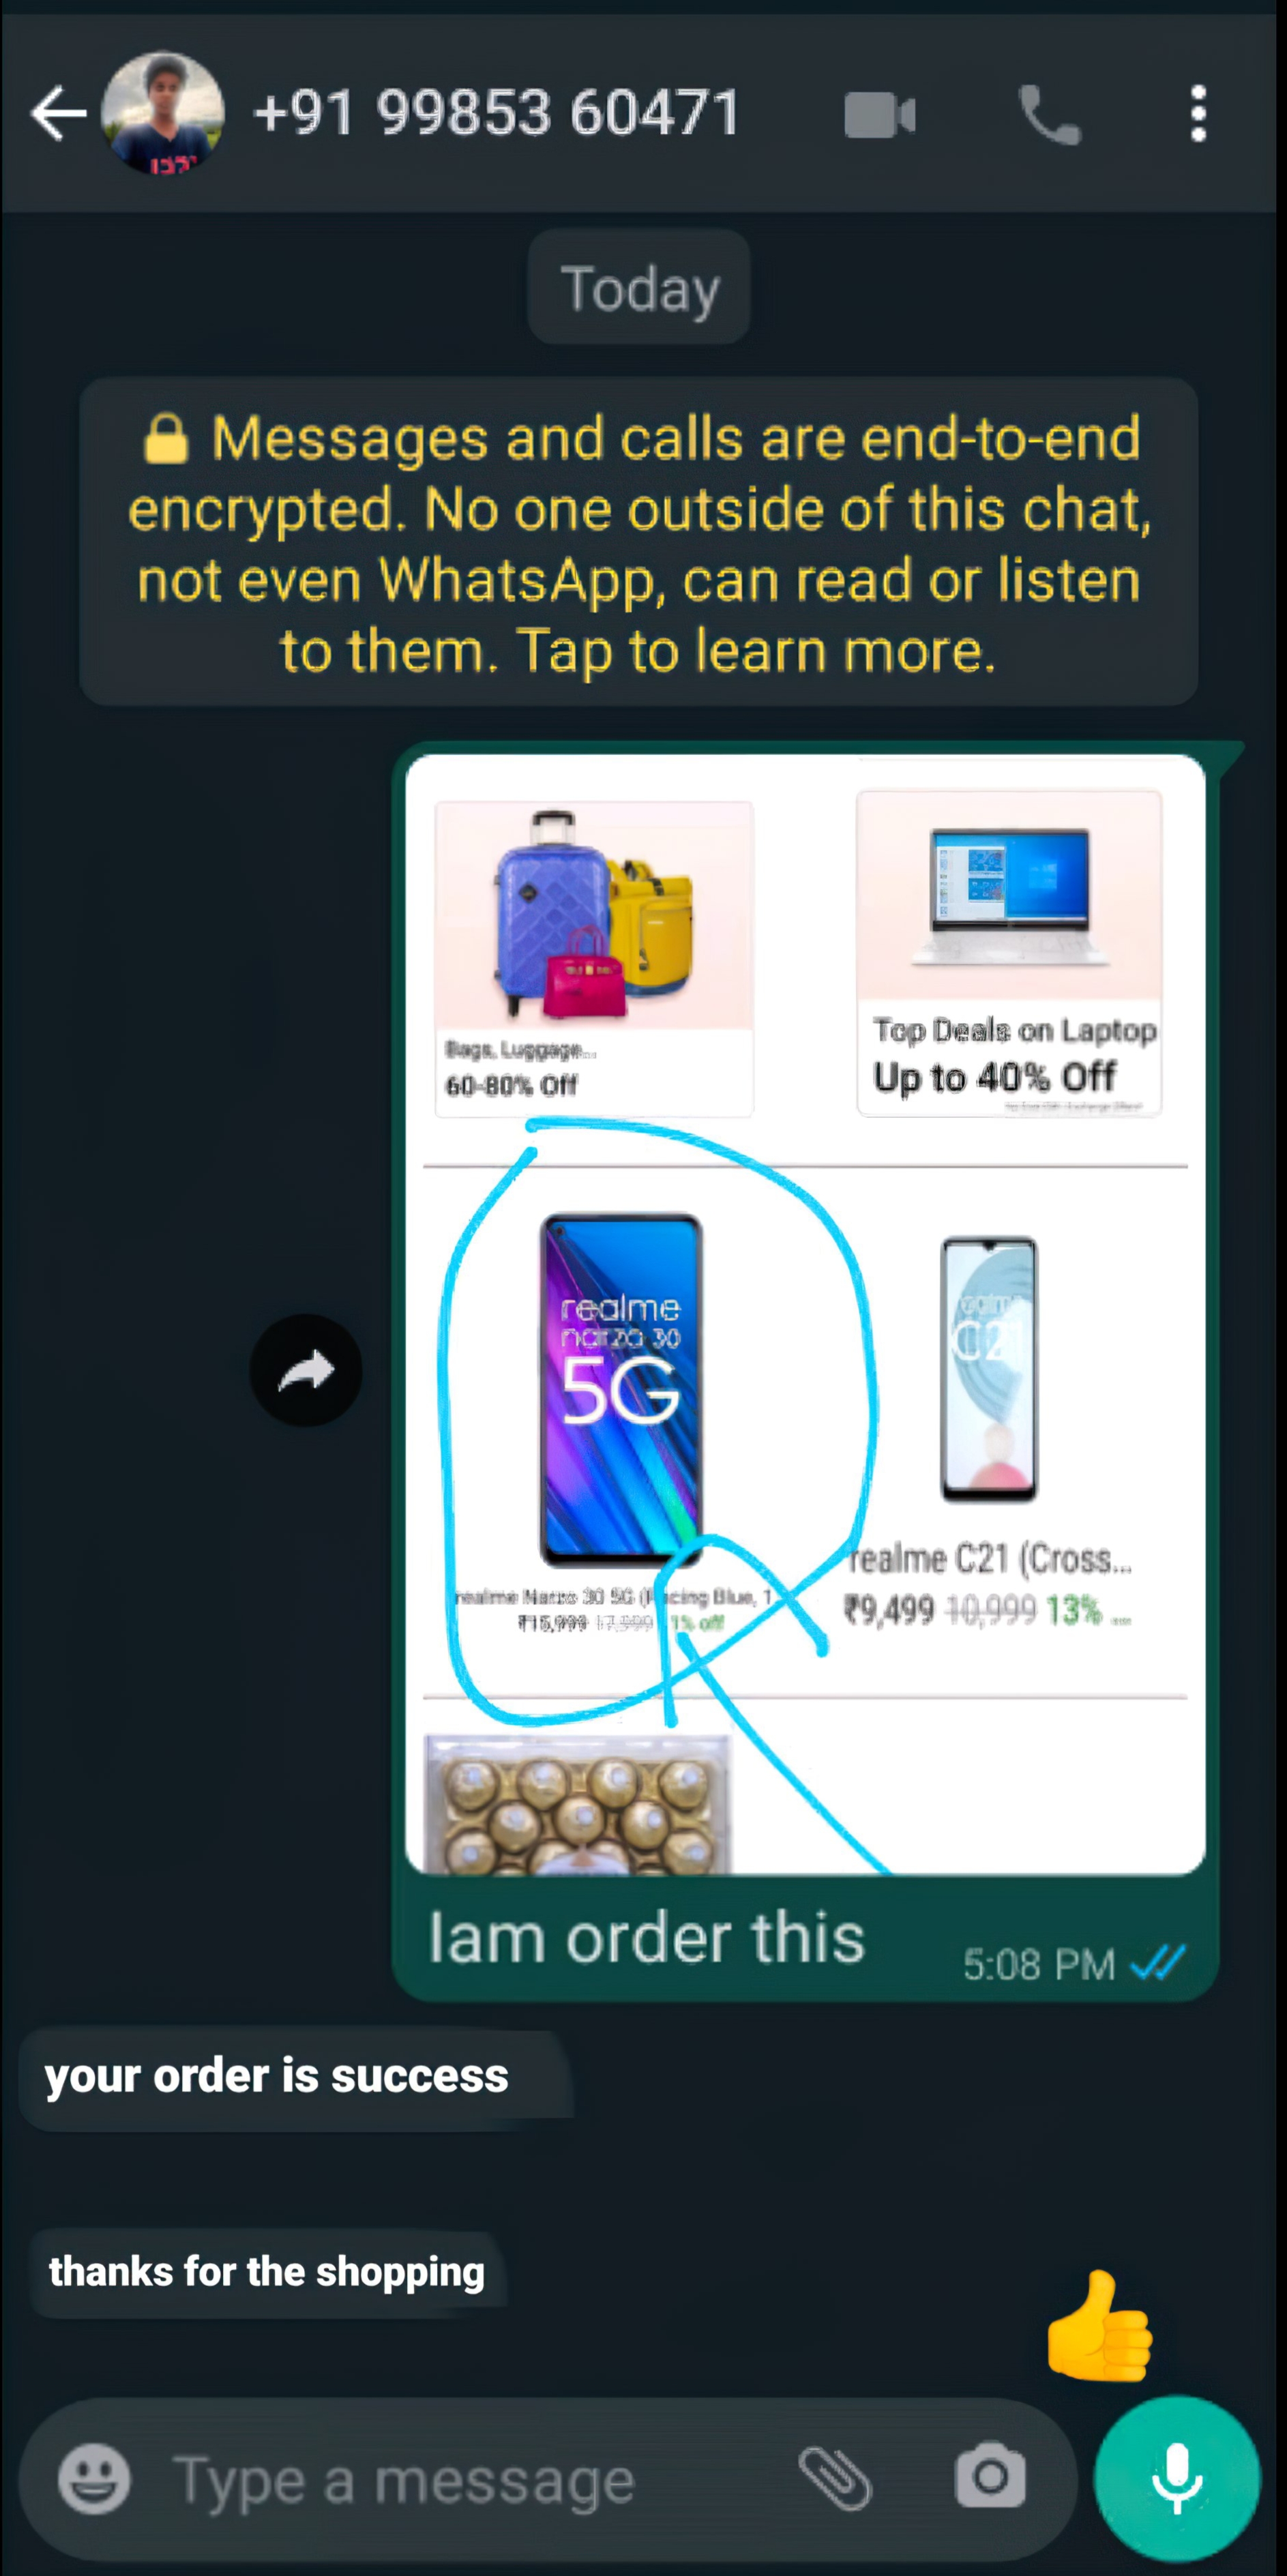 +91 99853 60471
Today
Messages and calls are end-to-end
encrypted. No one outside of this chat,
not even WhatsApp, can read or listen
to them. Tap to learn more.
Bags, Luggage...
60-80% Off
Top Deals on Laptop
Up to 40% Off
realme
narzo 30
5G
C21
realme Narzo 30 5G (Racing Blue, 1
₹15,999 17,999 1% off
realme C21 (Cross...
₹9,499 10,999 13% ...
Iam order this
5:08 PM
your order is success
thanks for the shopping
Type a message